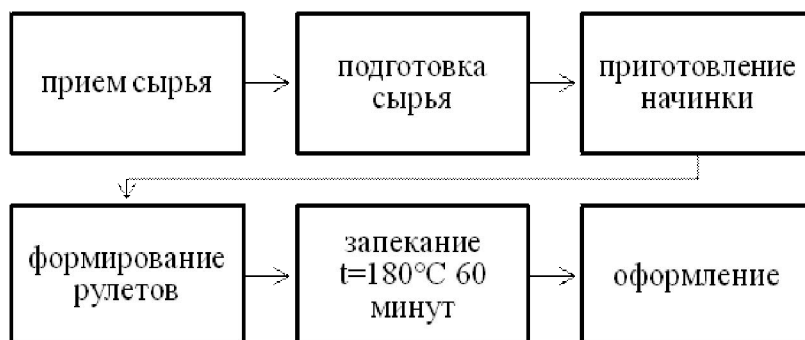 прием сырья
подготовка
сырья
приготовление
начинки
формирование
рулетов
запекание
t=180°C 60
минут
оформление